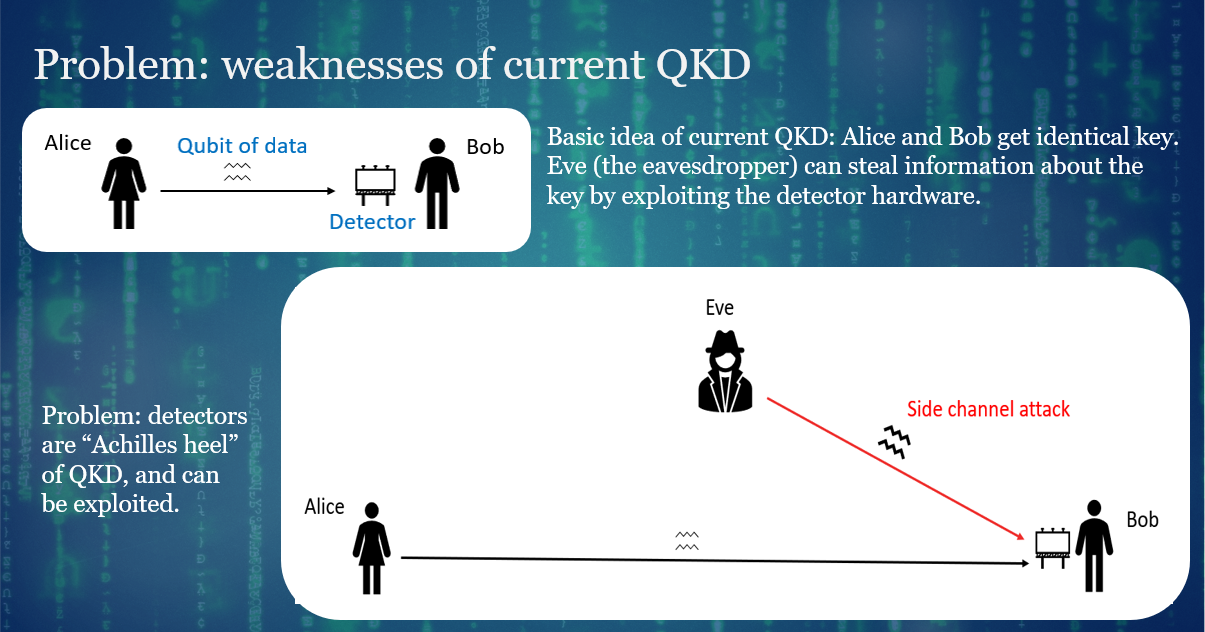 Problem: weaknesses of current QKD
Alice
Qubit of data
Bob
Detector
Basic idea of current QKD: Alice and Bob get identical key.
Eve (the eavesdropper) can steal information about the
key by exploiting the detector hardware.
Eve
Side channel attack
Problem: detectors
are “Achilles heel”
of QKD, and can
be exploited.
Alice
Bob